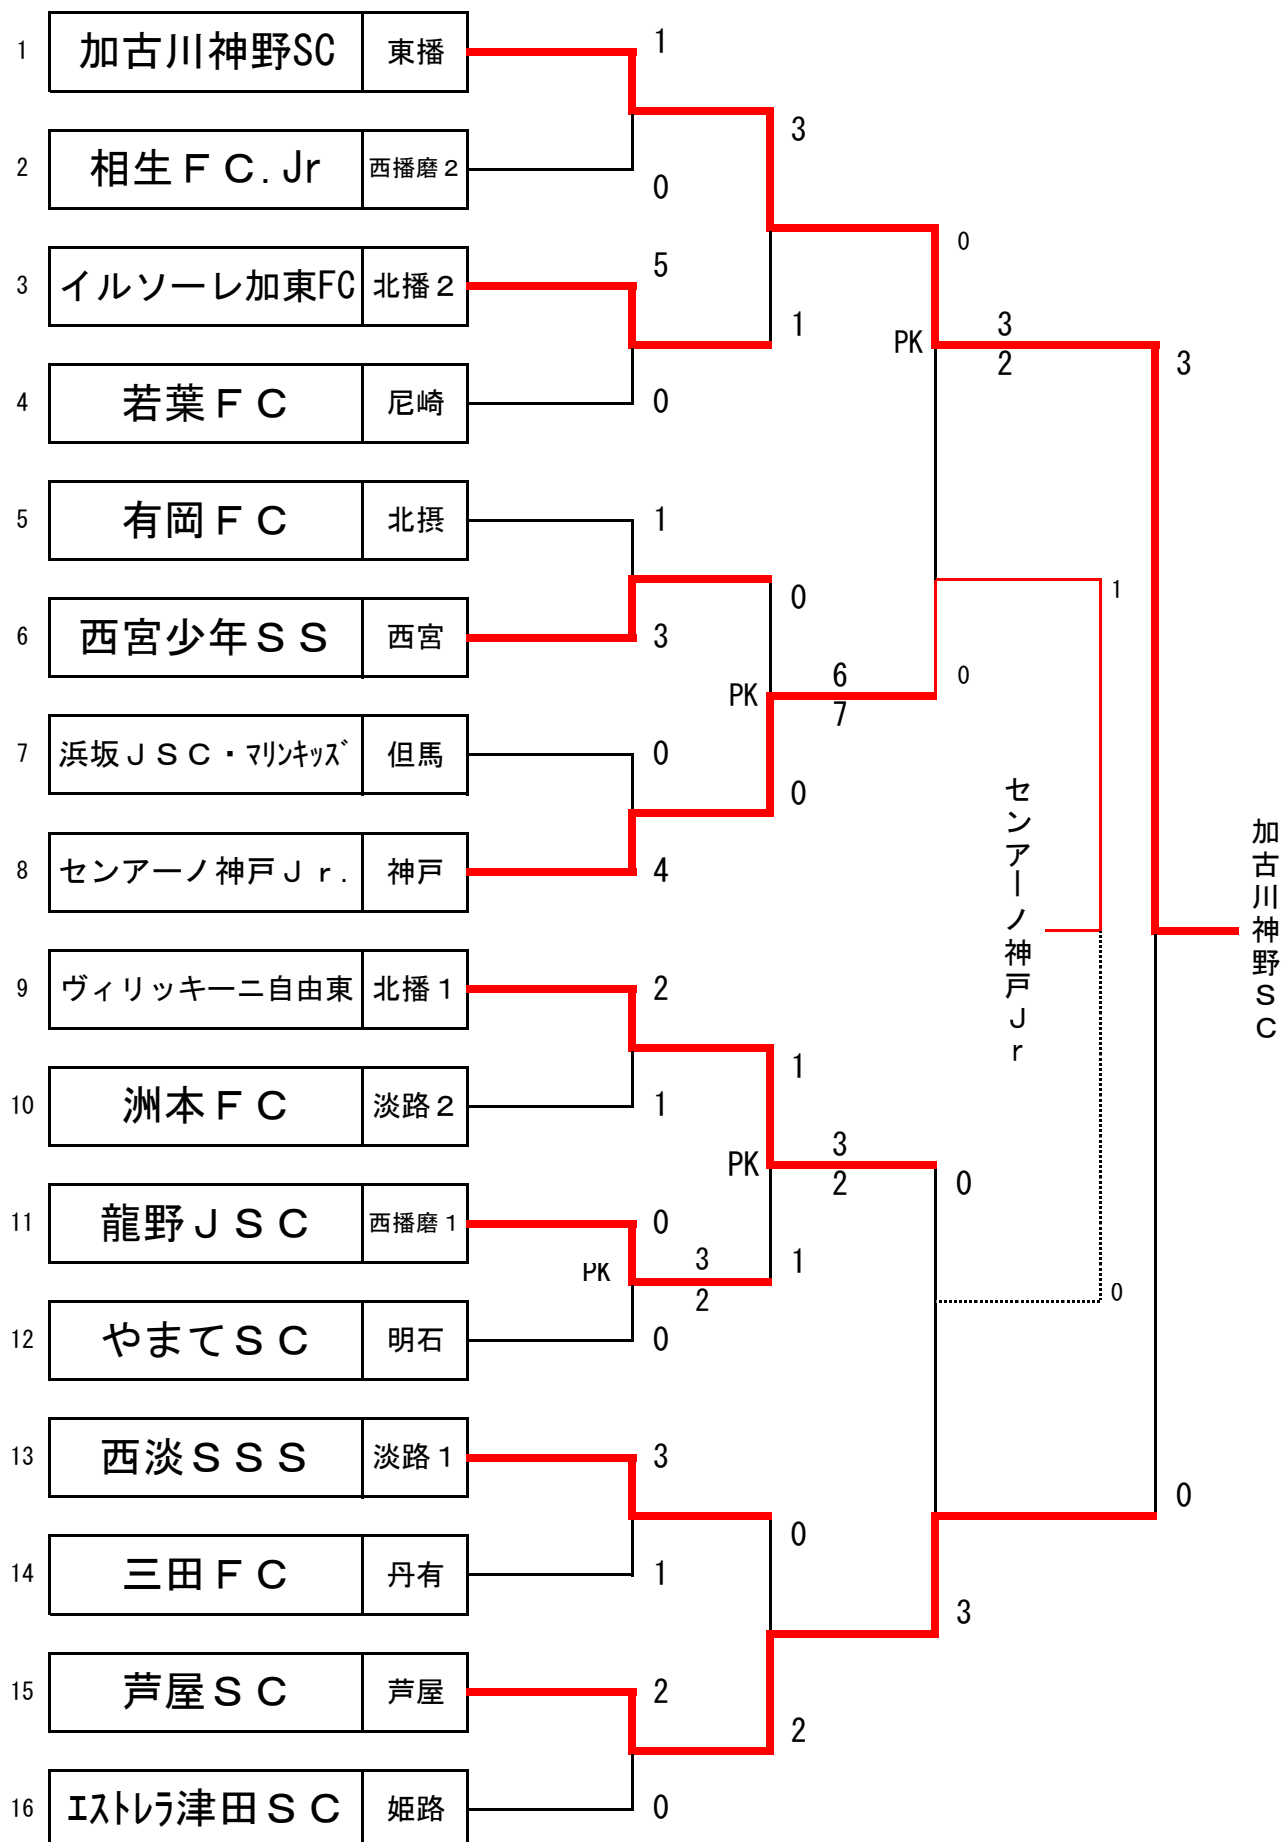 1 加古川神野SC 東播 1
3
2 相生ＦＣ.Jr 西播磨２ 0
0
3 イルソーレ加東FC 北播２ 5
1
PK 3
2
3
4 若葉ＦＣ 尼崎 0
5 有岡ＦＣ 北摂 1
0
1
6 西宮少年ＳＳ 西宮 3
PK 6
7
0
7 浜坂ＪＳＣ・ﾏﾘﾝｷｯｽﾞ 但馬 0
0
8 センアーノ神戸Ｊｒ. 神戸 4
センアーノ神戸Ｊｒ
加古川神野ＳＣ
9 ヴィリッキーニ自由東 北播１ 2
1
10 洲本ＦＣ 淡路２ 1
PK 3
2
0
11 龍野ＪＳＣ 西播磨１ 0
PK 3
2
1
0
12 やまてＳＣ 明石 0
13 西淡ＳＳＳ 淡路１ 3
0
0
14 三田ＦＣ 丹有 1
3
15 芦屋ＳＣ 芦屋 2
2
16 ｴｽﾄﾚﾗ津田ＳＣ 姫路 0